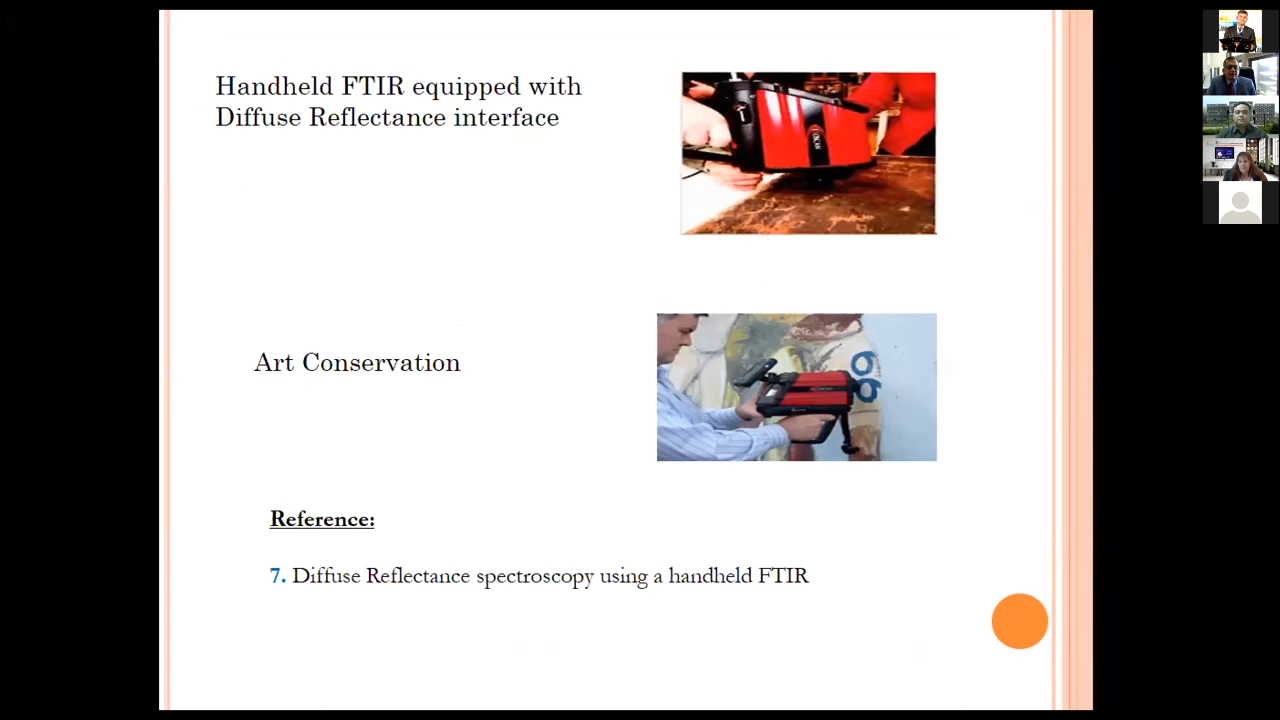 Handheld FTIR equipped with
Diffuse Reflectance interface
Art Conservation
Reference:
7. Diffuse Reflectance spectroscopy using a handheld FTIR